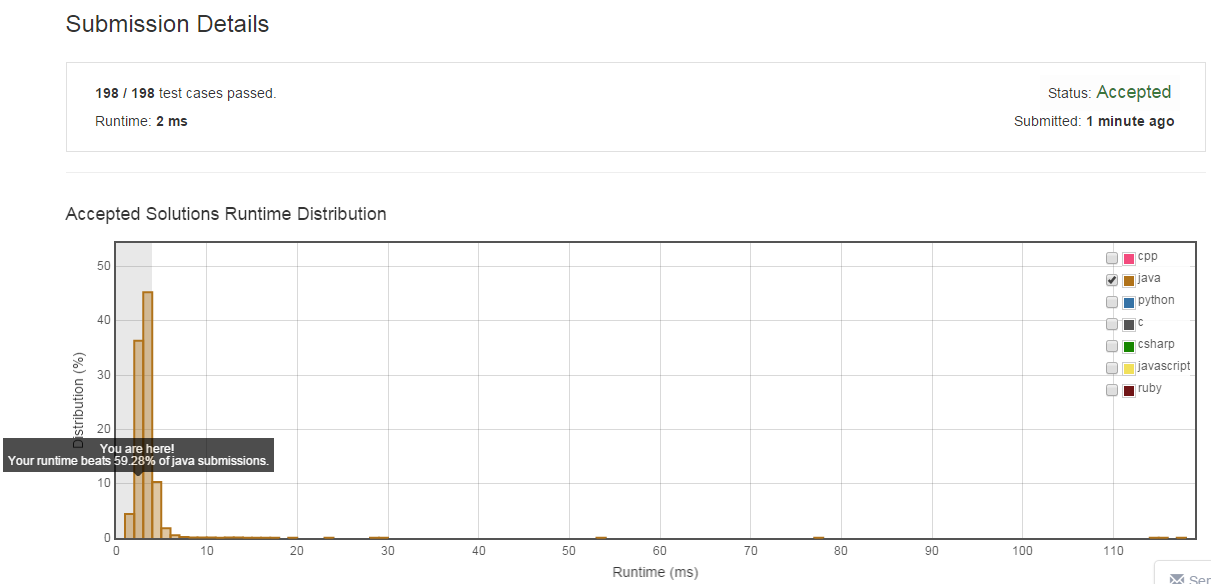 Submission Details
198 / 198 test cases passed.
Status: Accepted
Runtime: 2 ms
Submitted: 1 minute ago
Accepted Solutions Runtime Distribution
cpp
java
python
c
csharp
javascript
ruby
50
40
30
20
10
0
Distribution (%)
You are here!
Your runtime beats 59.28% of java submissions.
0 10 20 30 40 50 60 70 80 90 100 110
Runtime (ms)